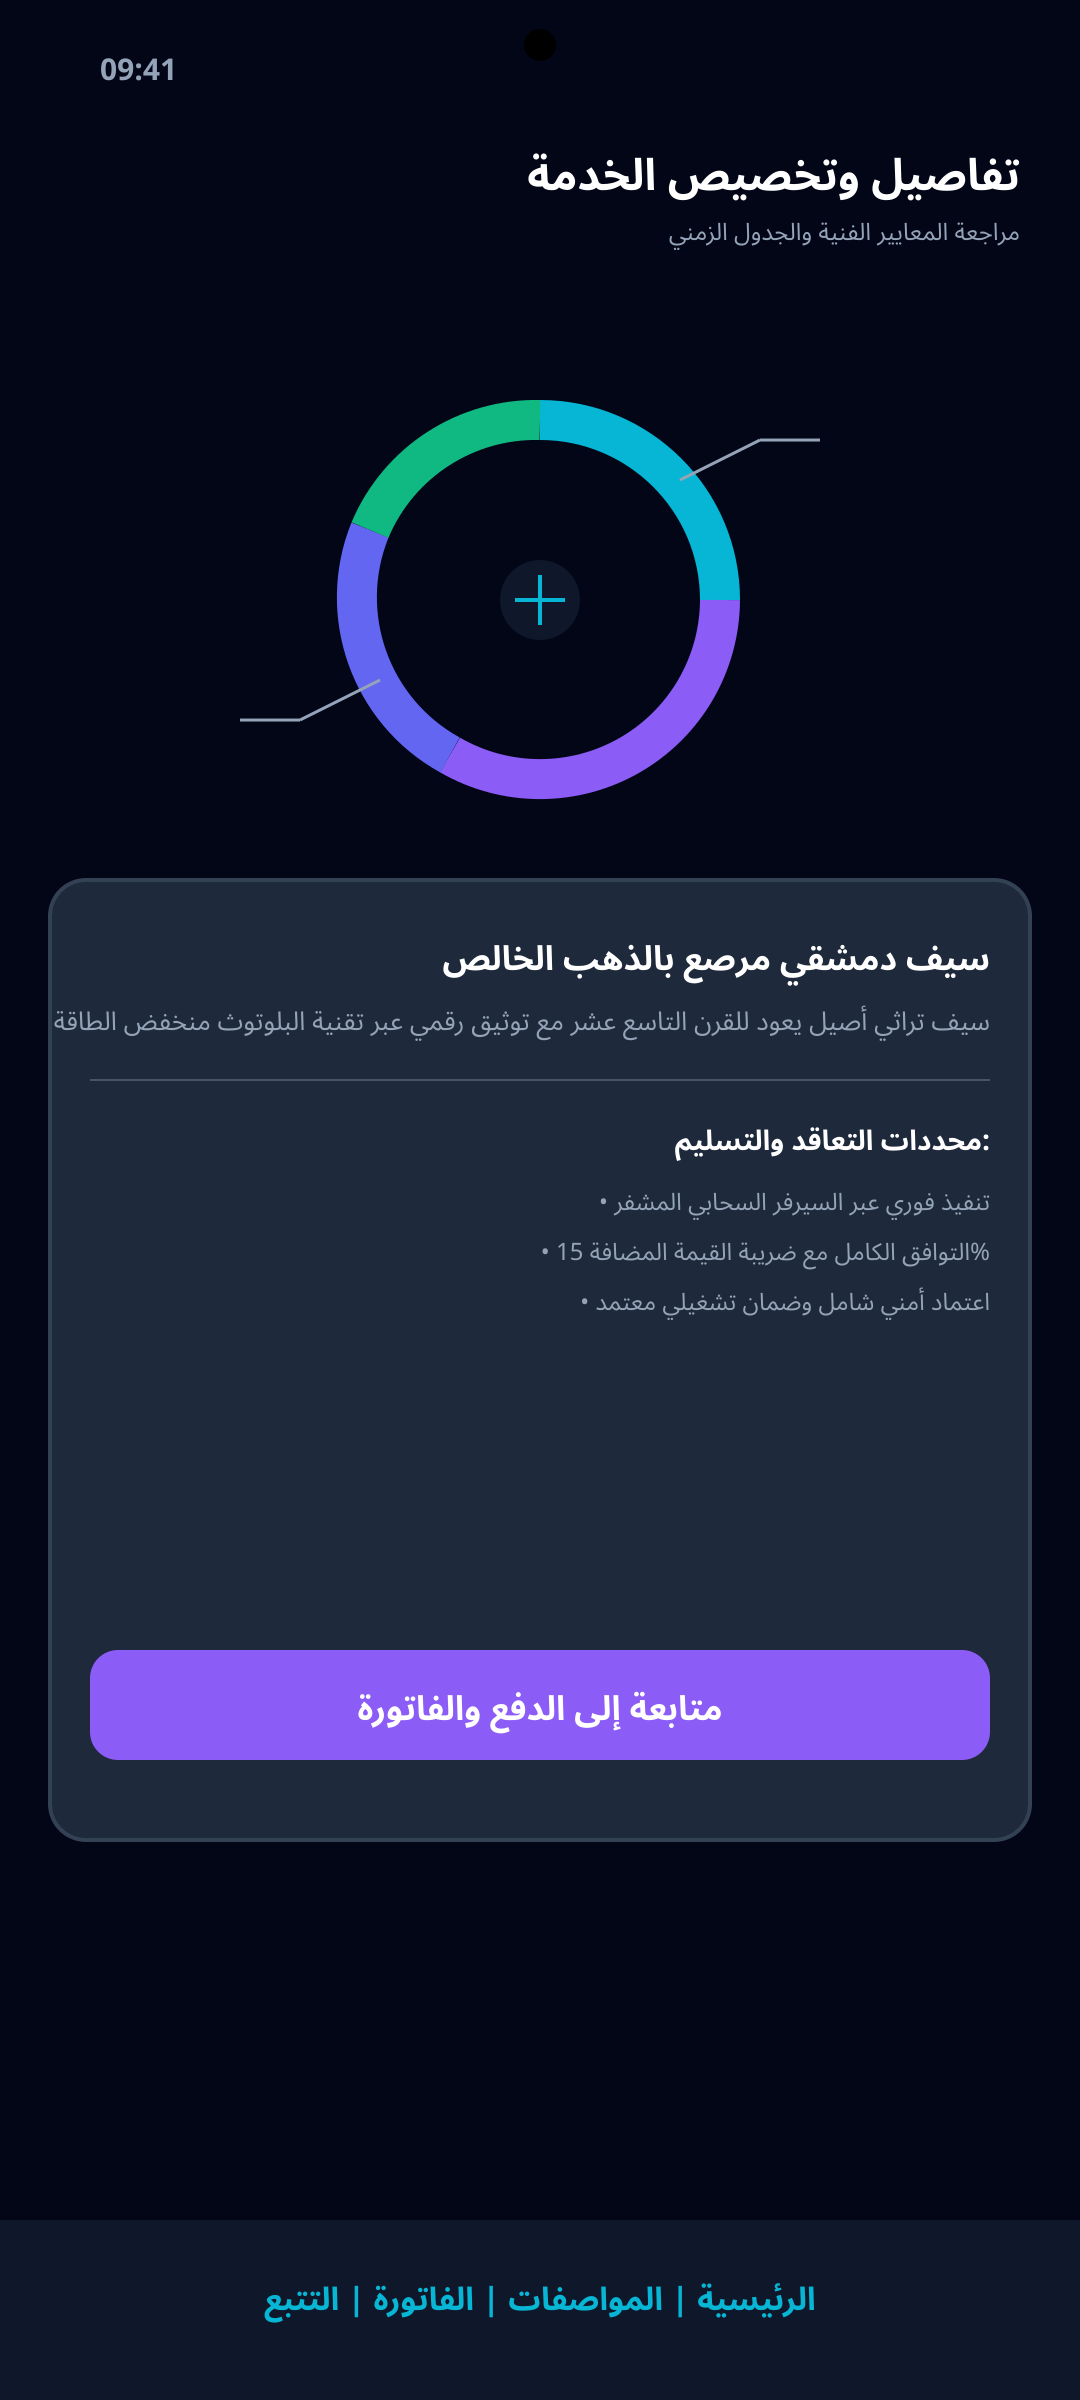 09:41
تفاصيل وتخصيص الخدمة
مراجعة المعايير الفنية والجدول الزمني
سيف دمشقي مرصع بالذهب الخالص
سيف تراثي أصيل يعود للقرن التاسع عشر مع توثيق رقمي عبر تقنية البلوتوث منخفض الطاقة
محددات التعاقد والتسليم:
تنفيذ فوري عبر السيرفر السحابي المشفر •
%التوافق الكامل مع ضريبة القيمة المضافة 15 •
اعتماد أمني شامل وضمان تشغيلي معتمد •
متابعة إلى الدفع والفاتورة
الرئيسية | المواصفات | الفاتورة | التتبع